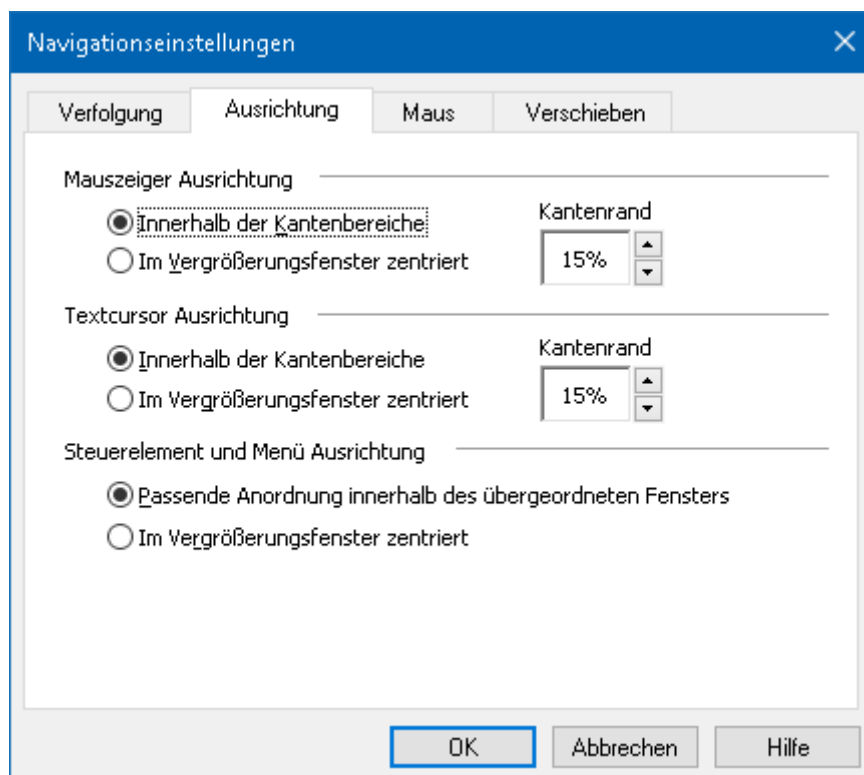 Navigationseinstellungen
Verfolgung Ausrichtung Maus Verschieben
Mauszeiger Ausrichtung
Innerhalb der Kantenbereiche Kantenrand
Im Vergrößerungsfenster zentriert 15%
Textcursor Ausrichtung
Innerhalb der Kantenbereiche Kantenrand
Im Vergrößerungsfenster zentriert 15%
Steuerelement und Menü Ausrichtung
Passende Anordnung innerhalb des übergeordneten Fensters
Im Vergrößerungsfenster zentriert
OK Abbrechen Hilfe